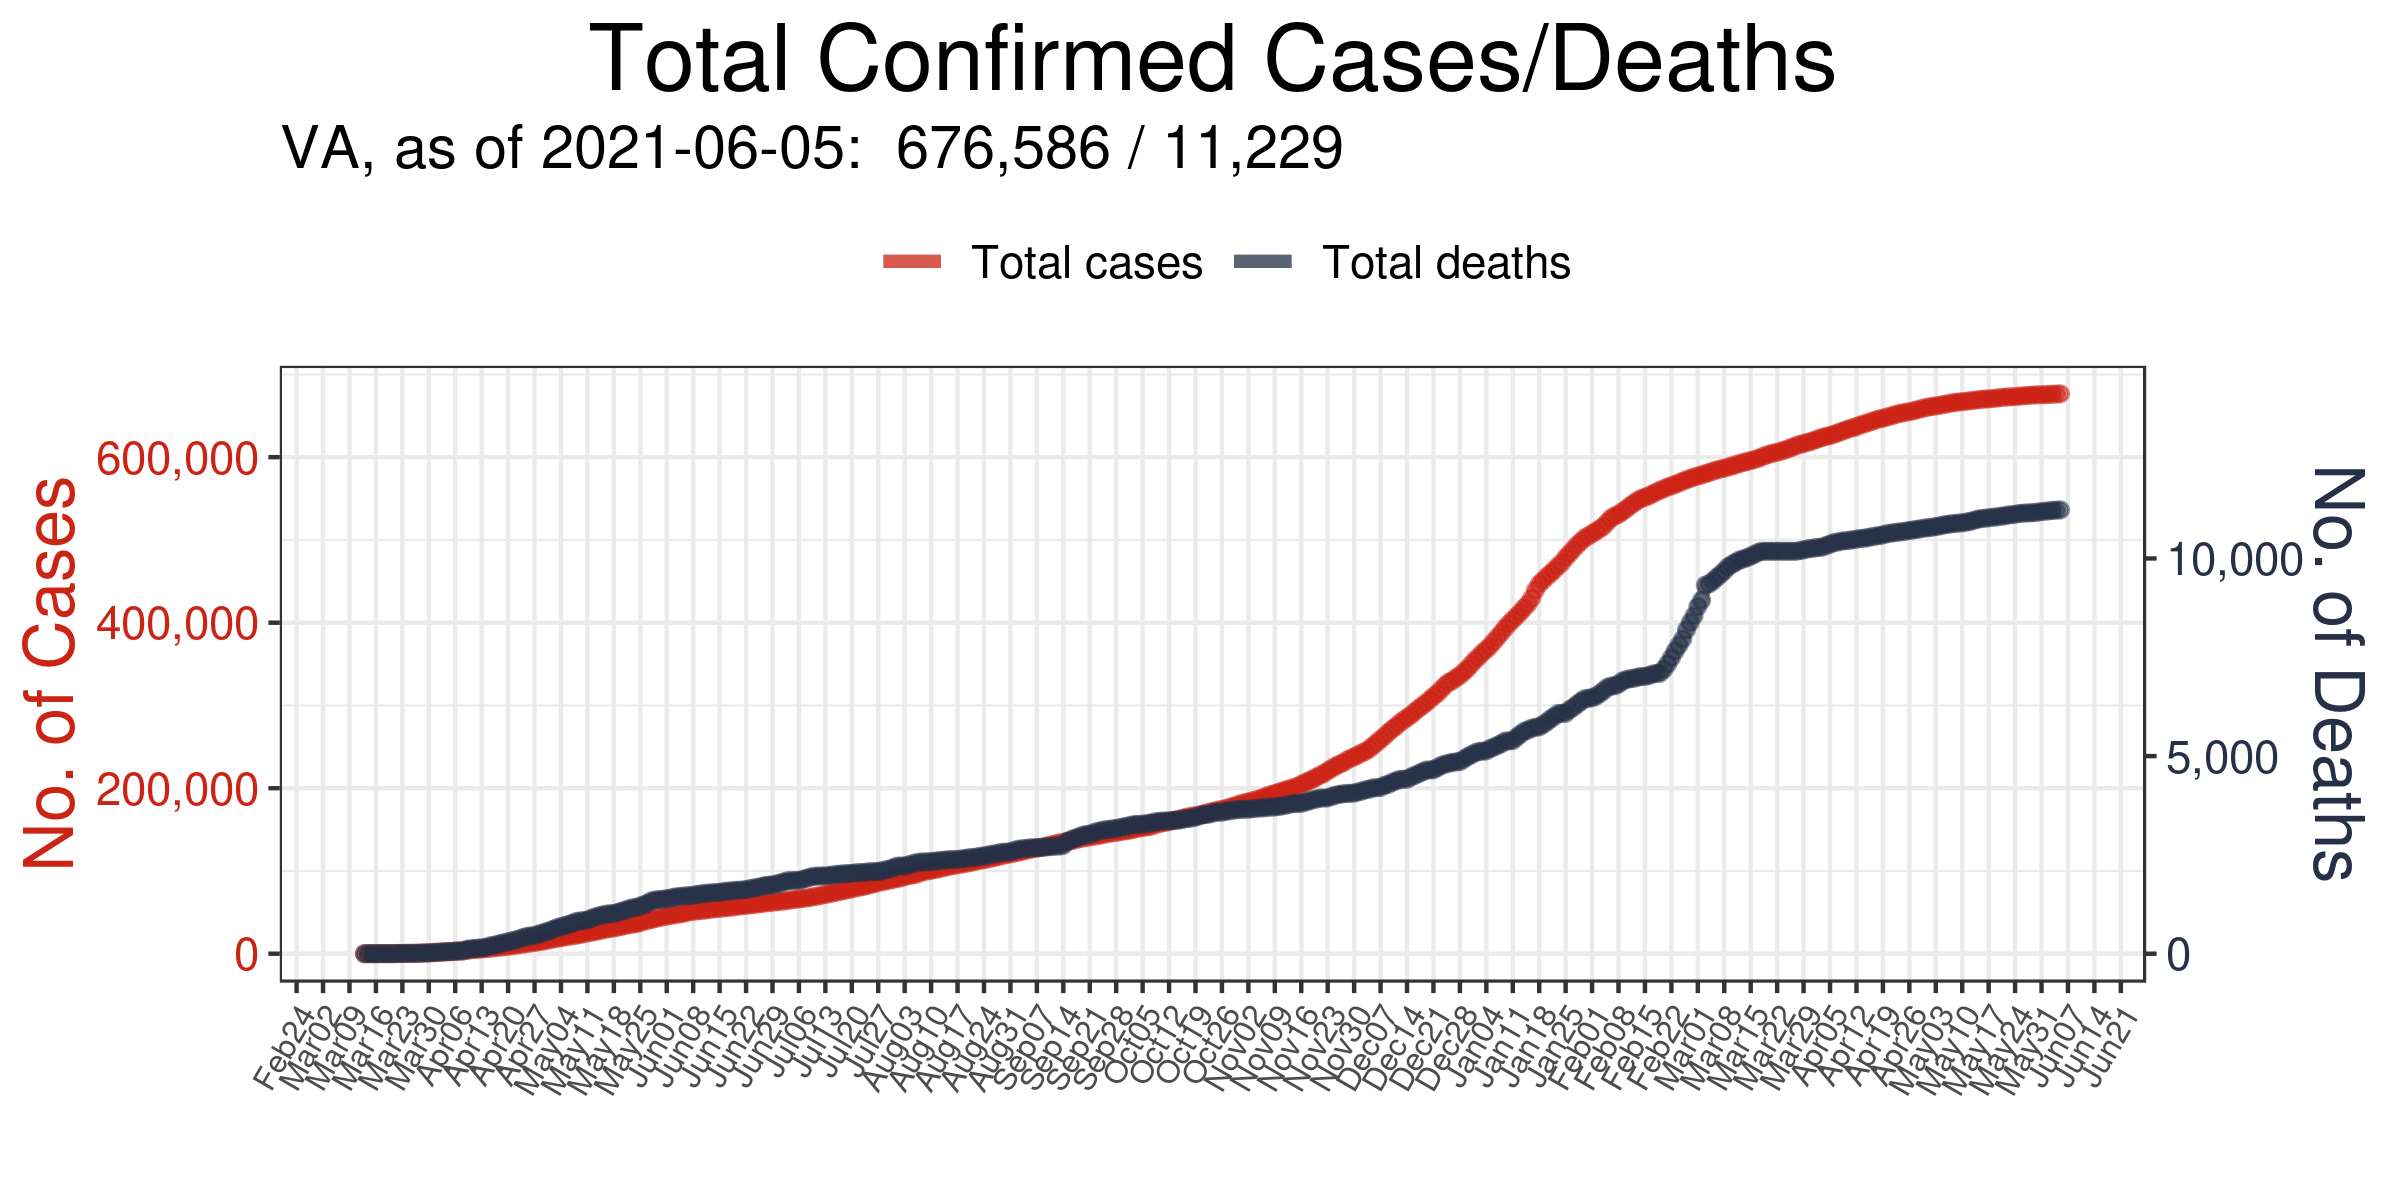 Total Confirmed Cases/Deaths
VA, as of 2021-06-05:  676,586 / 11,229
Total cases
Total deaths
No. of Cases
600,000
400,000
200,000
0
10,000
5,000
0
No. of Deaths
Feb24
Mar02
Mar09
Mar16
Mar23
Mar30
Apr06
Apr13
Apr20
Apr27
May04
May11
May18
May25
Jun01
Jun08
Jun15
Jun22
Jun29
Jul06
Jul13
Jul20
Jul27
Aug03
Aug10
Aug17
Aug24
Aug31
Sep07
Sep14
Sep21
Sep28
Oct05
Oct12
Oct19
Oct26
Nov02
Nov09
Nov16
Nov23
Nov30
Dec07
Dec14
Dec21
Dec28
Jan04
Jan11
Jan18
Jan25
Feb01
Feb08
Feb15
Feb22
Mar01
Mar08
Mar15
Mar22
Mar29
Apr05
Apr12
Apr19
Apr26
May03
May10
May17
May24
May31
Jun07
Jun14
Jun21